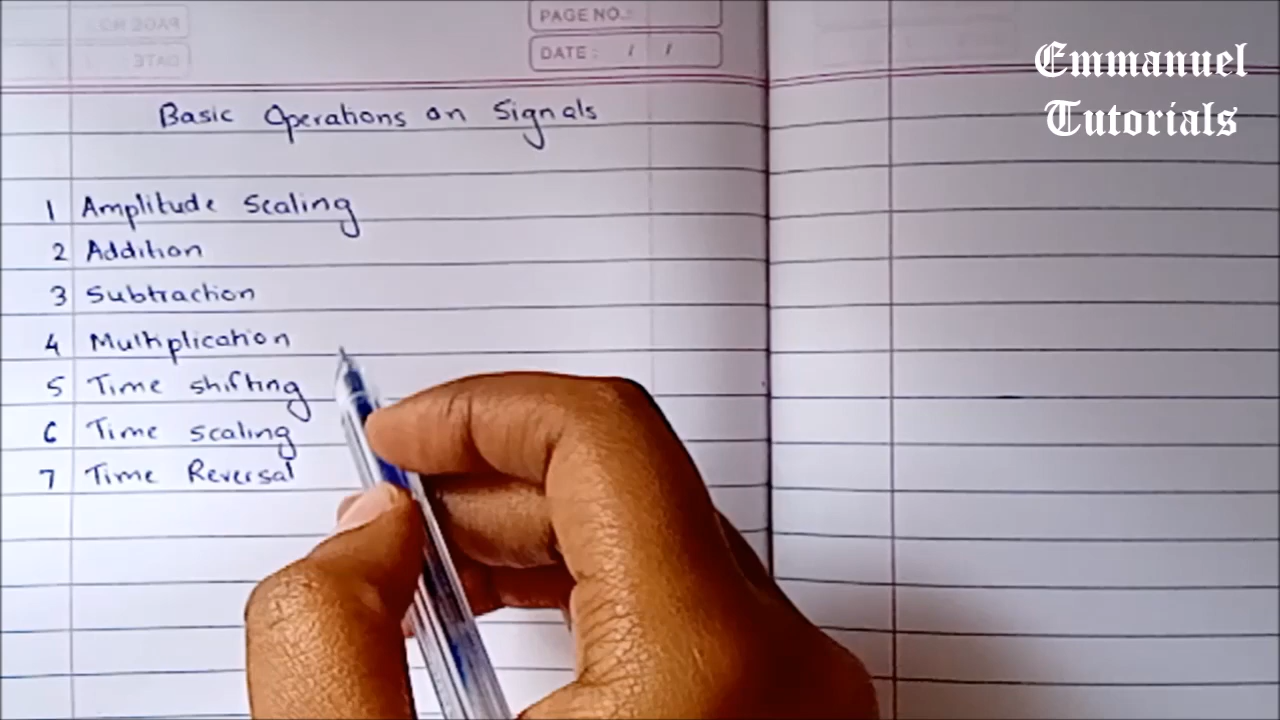 PAGE NO.:
DATE: / /
Emmanuel
Tutorials
Basic Operations on Signals
1 Amplitude Scaling
2 Addition
3 Subtraction
4 Multiplication
5 Time shifting
6 Time scaling
7 Time Reversal